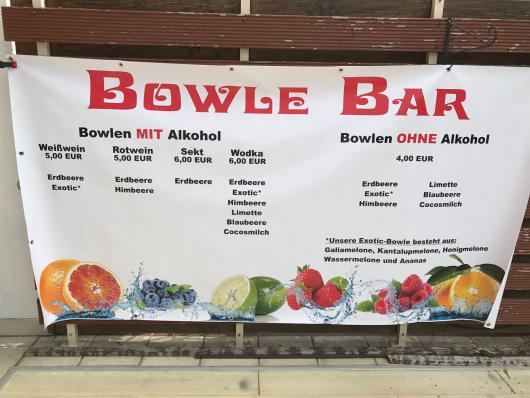 BOWLE BAR
Bowlen MIT Alkohol
Weißwein
5,00 EUR
Erdbeere
Exotic*
Rotwein
5,00 EUR
Erdbeere
Himbeere
Sekt
6,00 EUR
Erdbeere
Wodka
6,00 EUR
Erdbeere
Exotic*
Himbeere
Limette
Blaubeere
Cocosmilch
Bowlen OHNE Alkohol
4,00 EUR
Erdbeere
Exotic*
Himbeere
Limette
Blaubeere
Cocosmilch
*Unsere Exotic-Bowle besteht aus:
Galiamelone, Kantalupmelone, Honigmelone
Wassermelone und Ananas